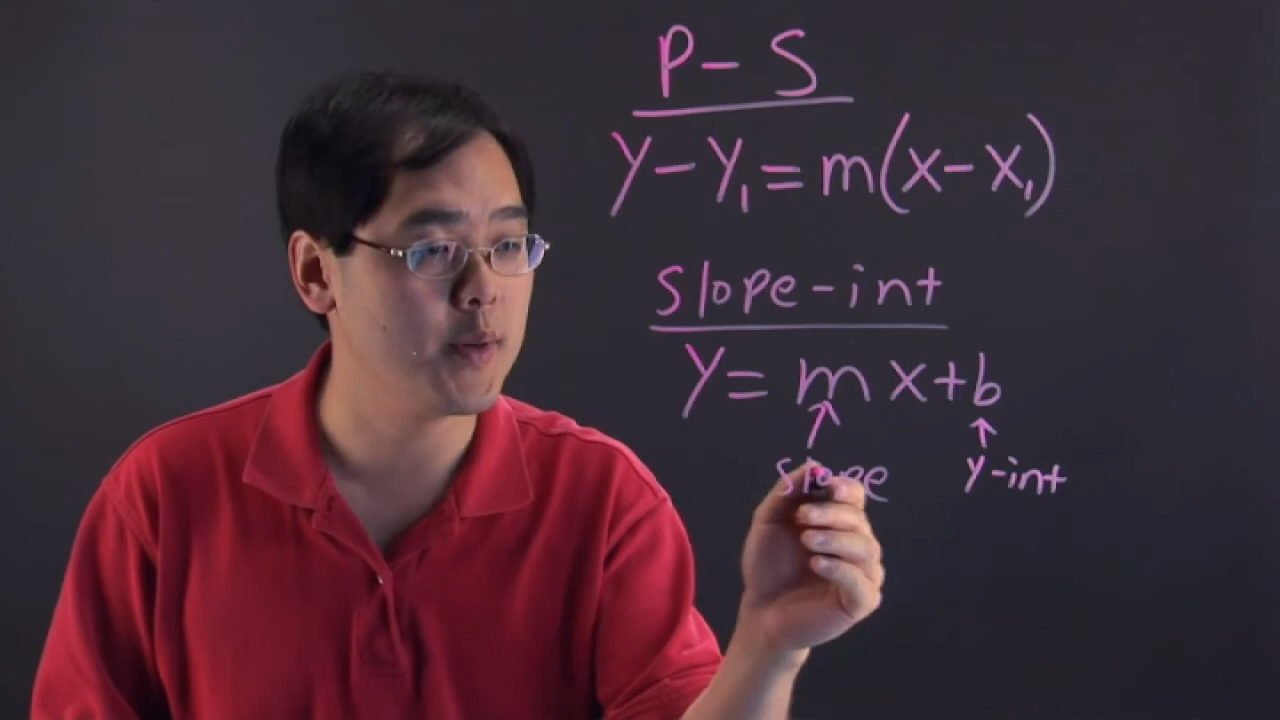 P-S
Y-Y₁=m(X-X₁)
slope-int
Y=mX+b
slope y-int